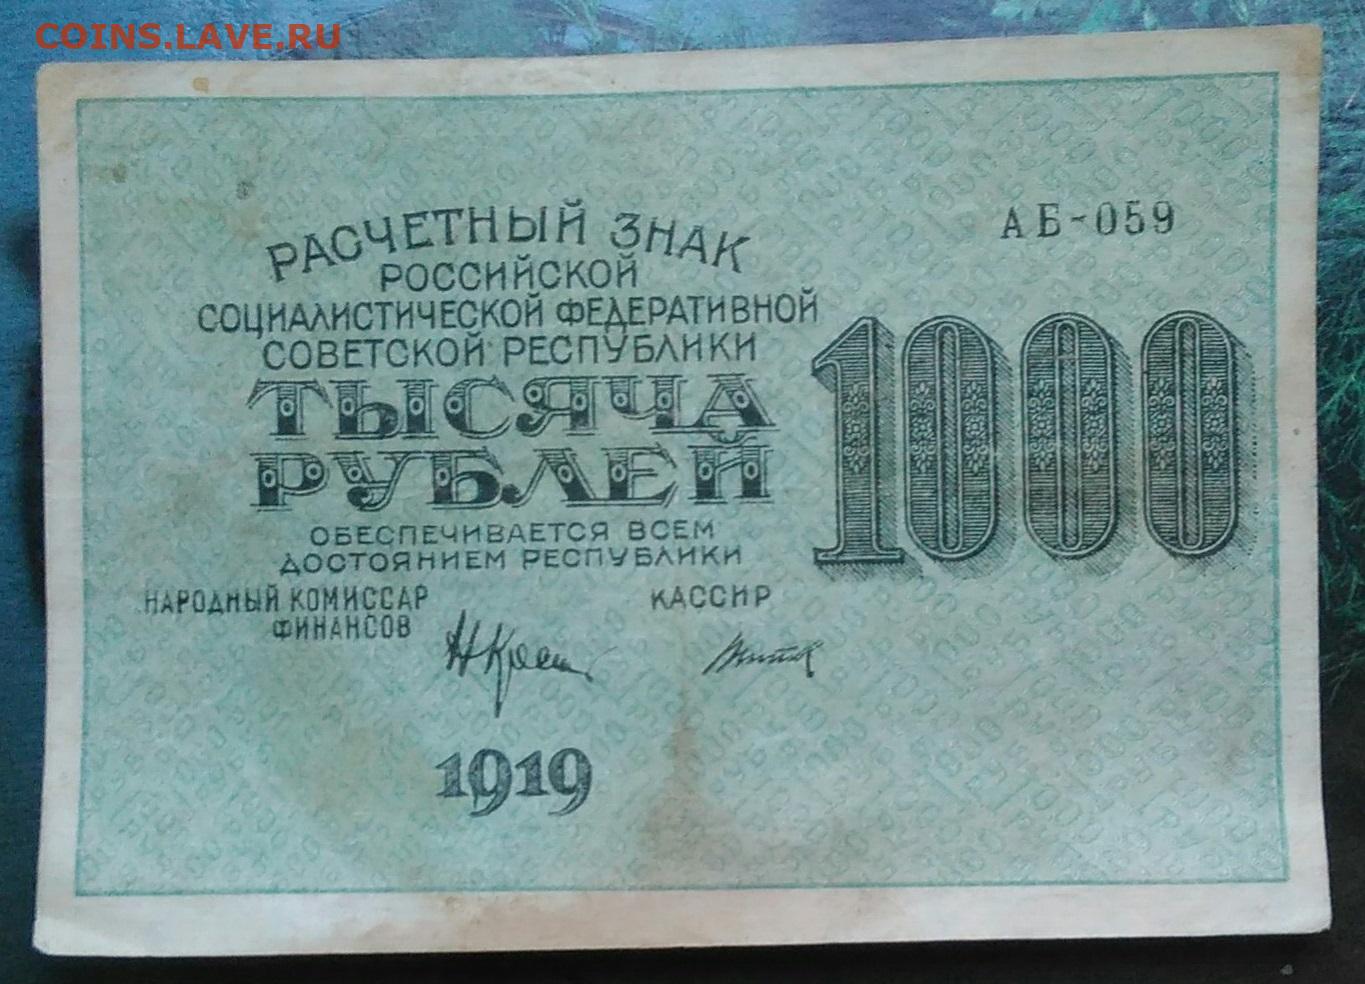 COINS.LAVE.RU
АБ-059
РАСЧЕТНЫЙ ЗНАК
РОССИЙСКОЙ
СОЦИАЛИСТИЧЕСКОЙ ФЕДЕРАТИВНОЙ
СОВЕТСКОЙ РЕСПУБЛИКИ
ТЫСЯЧА
РУБЛЕЙ
1000
ОБЕСПЕЧИВАЕТСЯ ВСЕМ
ДОСТОЯНИЕМ РЕСПУБЛИКИ
НАРОДНЫЙ КОМИССАР
ФИНАНСОВ
КАССИР
1919